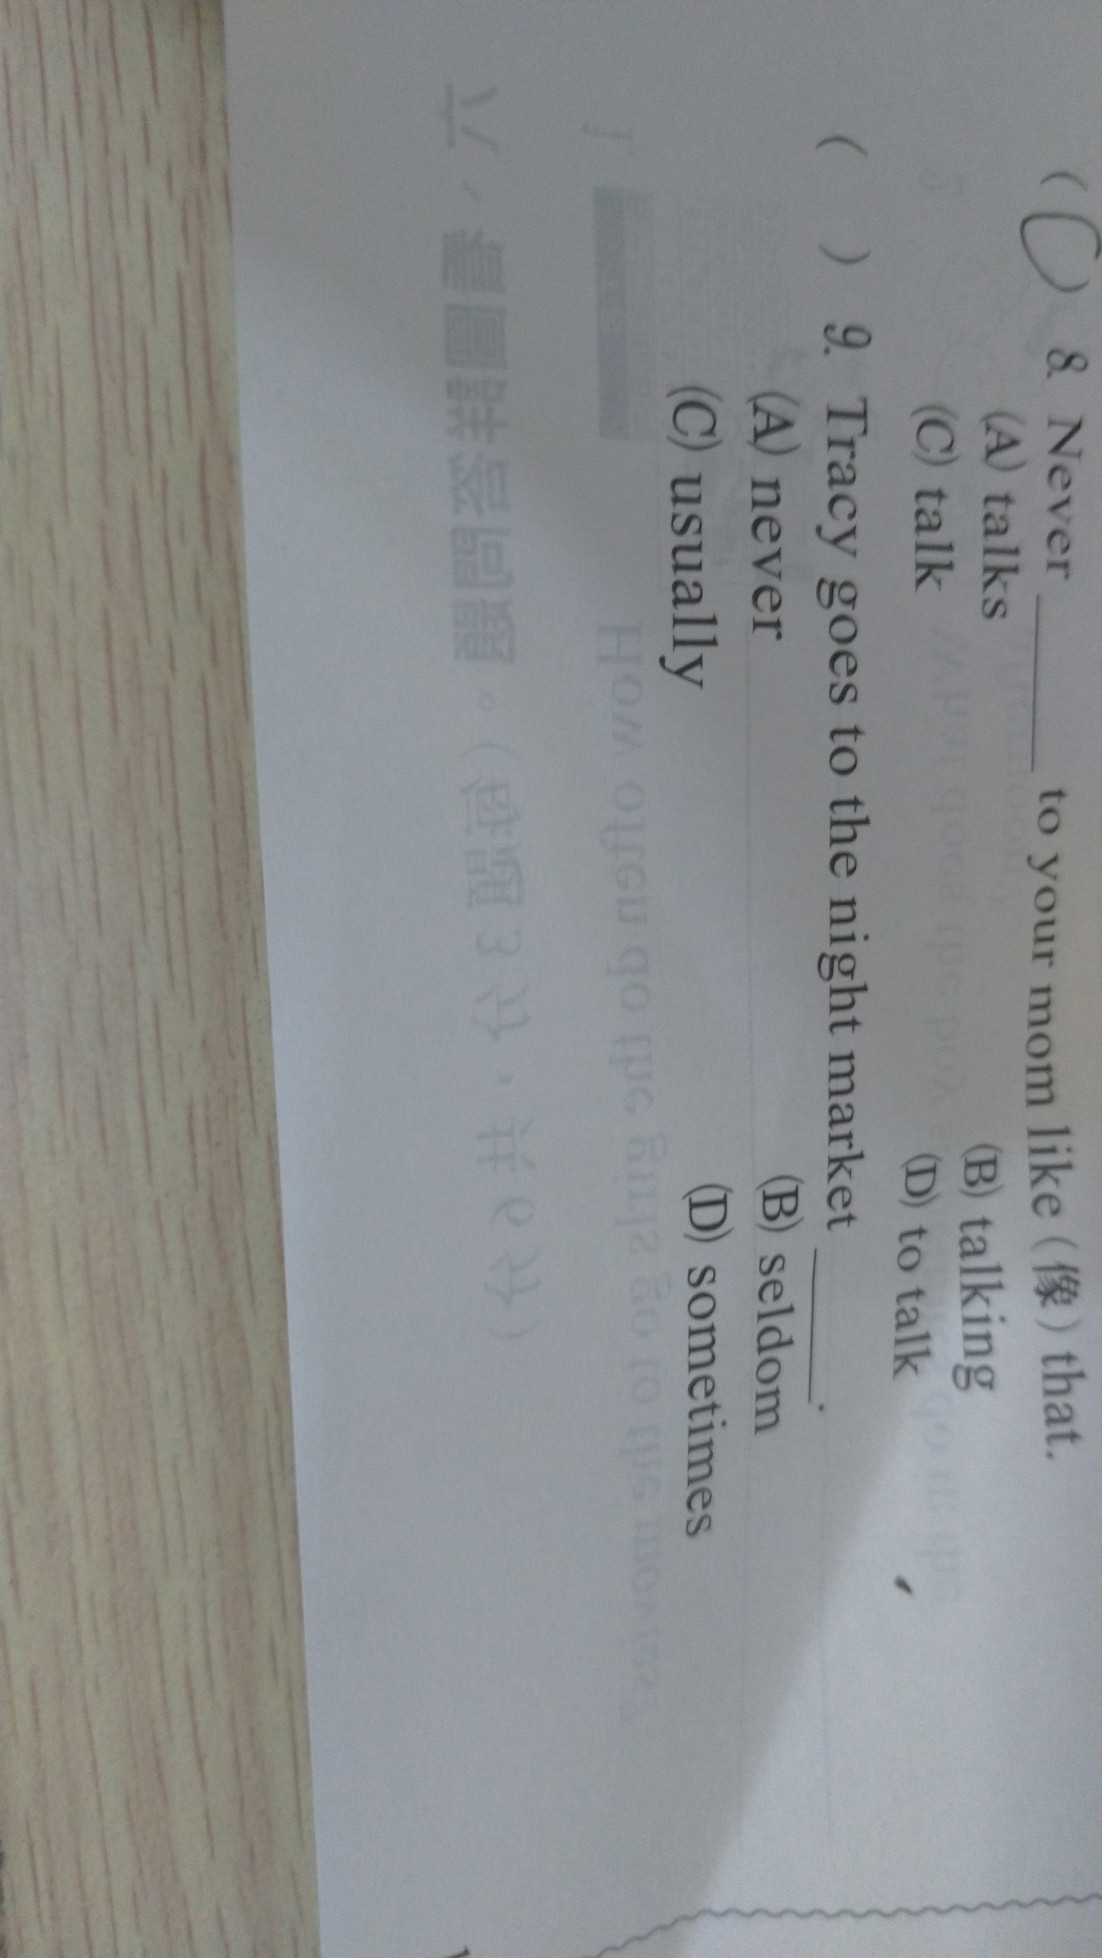 ( C ) 8. Never ______ to your mom like (像) that.
(A) talks (B) talking
(C) talk (D) to talk
( ) 9. Tracy goes to the night market ______.
(A) never (B) seldom
(C) usually (D) sometimes